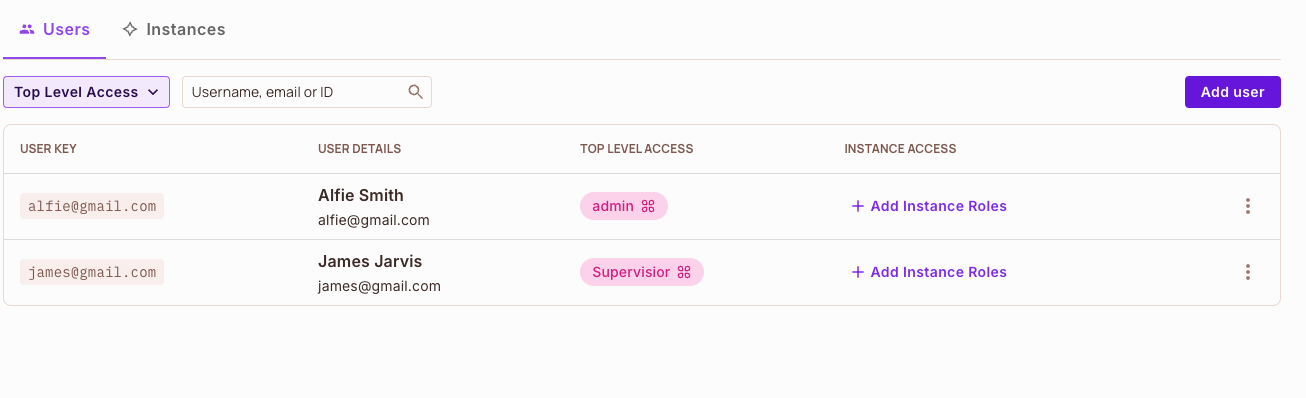 Users Instances
Top Level Access Username, email or ID Add user
USER KEY USER DETAILS TOP LEVEL ACCESS INSTANCE ACCESS
Alfie Smith
alfie@gmail.com admin + Add Instance Roles
alfie@gmail.com
James Jarvis
james@gmail.com Supervisior + Add Instance Roles
james@gmail.com